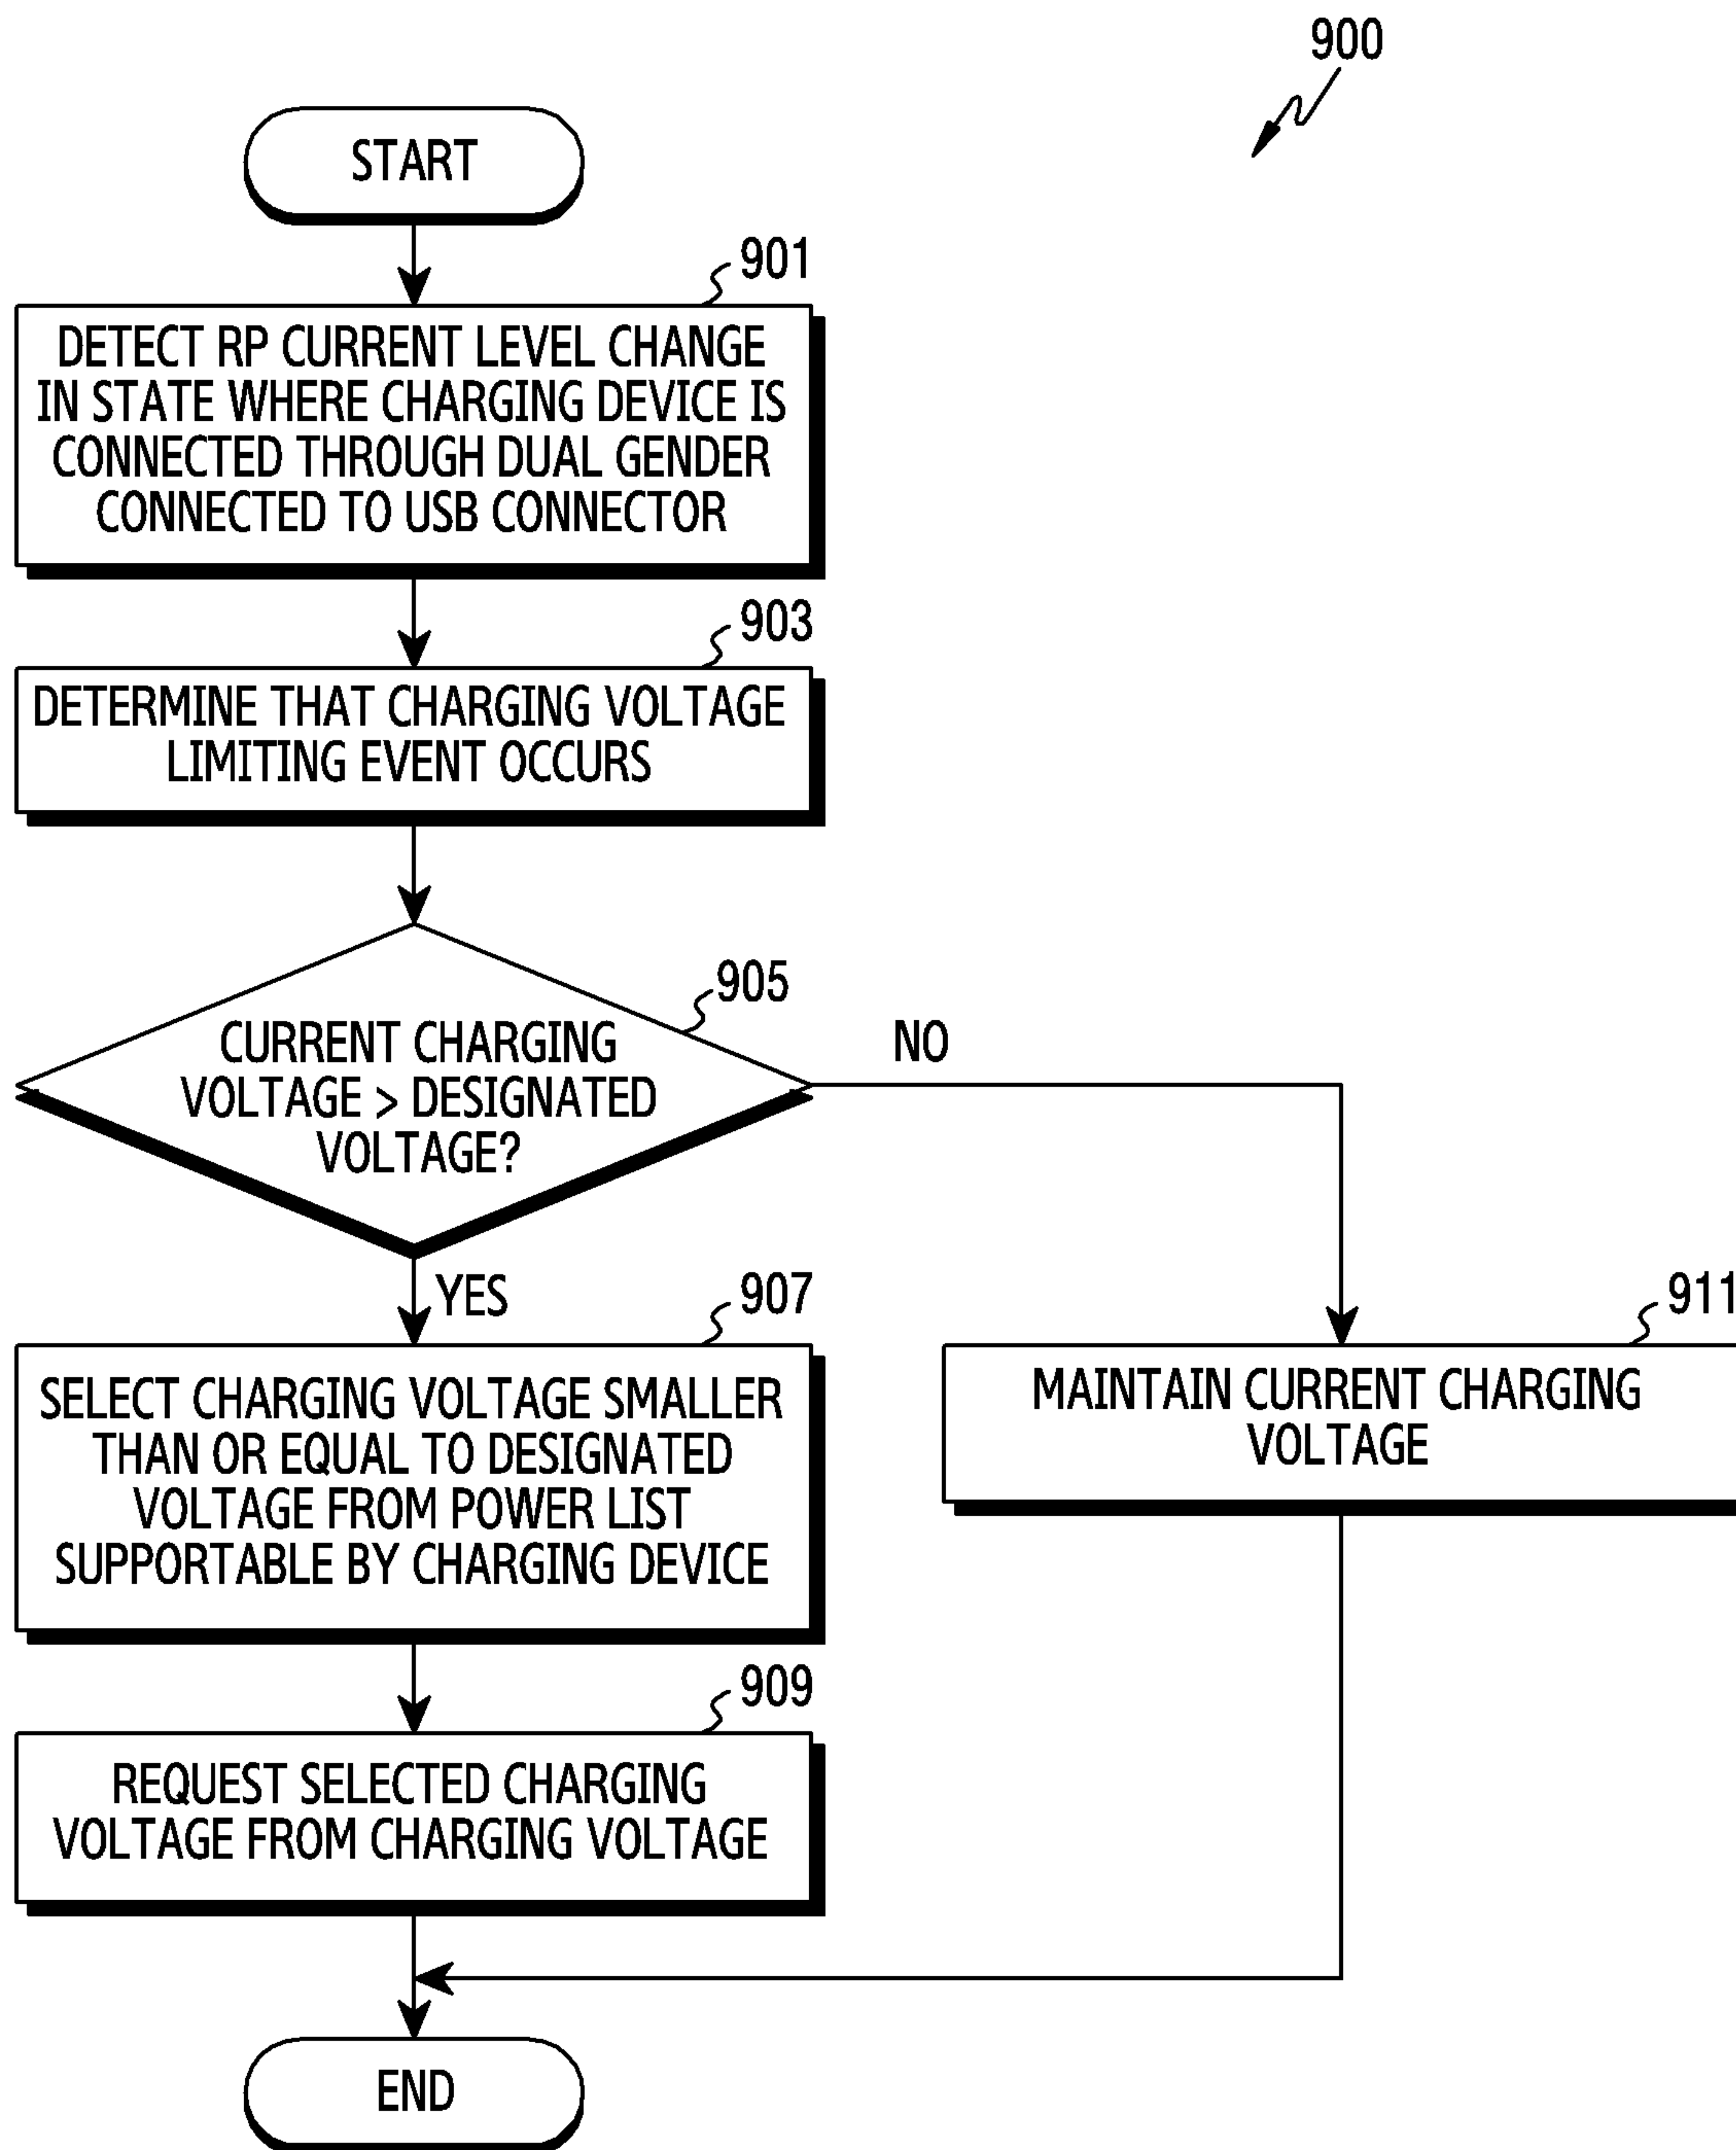 900
START
901
DETECT RP CURRENT LEVEL CHANGE
IN STATE WHERE CHARGING DEVICE IS
CONNECTED THROUGH DUAL GENDER
CONNECTED TO USB CONNECTOR
903
DETERMINE THAT CHARGING VOLTAGE
LIMITING EVENT OCCURS
905
CURRENT CHARGING
VOLTAGE > DESIGNATED
VOLTAGE?
NO
YES
907
SELECT CHARGING VOLTAGE SMALLER
THAN OR EQUAL TO DESIGNATED
VOLTAGE FROM POWER LIST
SUPPORTABLE BY CHARGING DEVICE
911
MAINTAIN CURRENT CHARGING
VOLTAGE
909
REQUEST SELECTED CHARGING
VOLTAGE FROM CHARGING VOLTAGE
END